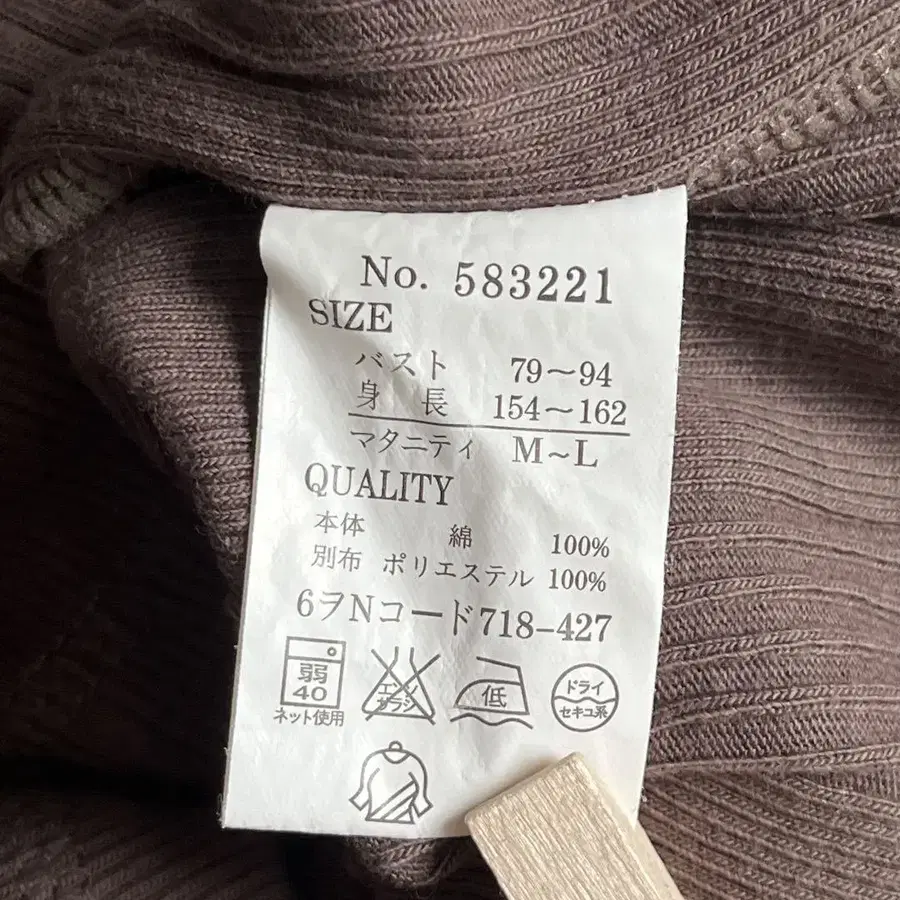 No. 583221
SIZE
バスト 79～94
身長 154～162
マタニティ M～L
QUALITY
本体 綿 100%
別布 ポリエステル 100%
6ヲNコード718-427
弱
40
ネット使用
エンソ
サラシ
低
ドライ
セキユ系